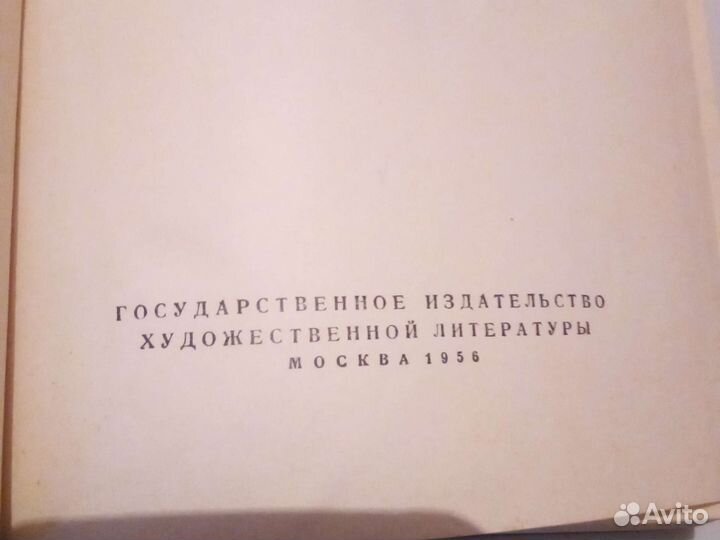 ГОСУДАРСТВЕННОЕ ИЗДАТЕЛЬСТВО
ХУДОЖЕСТВЕННОЙ ЛИТЕРАТУРЫ
МОСКВА 1956
Avito